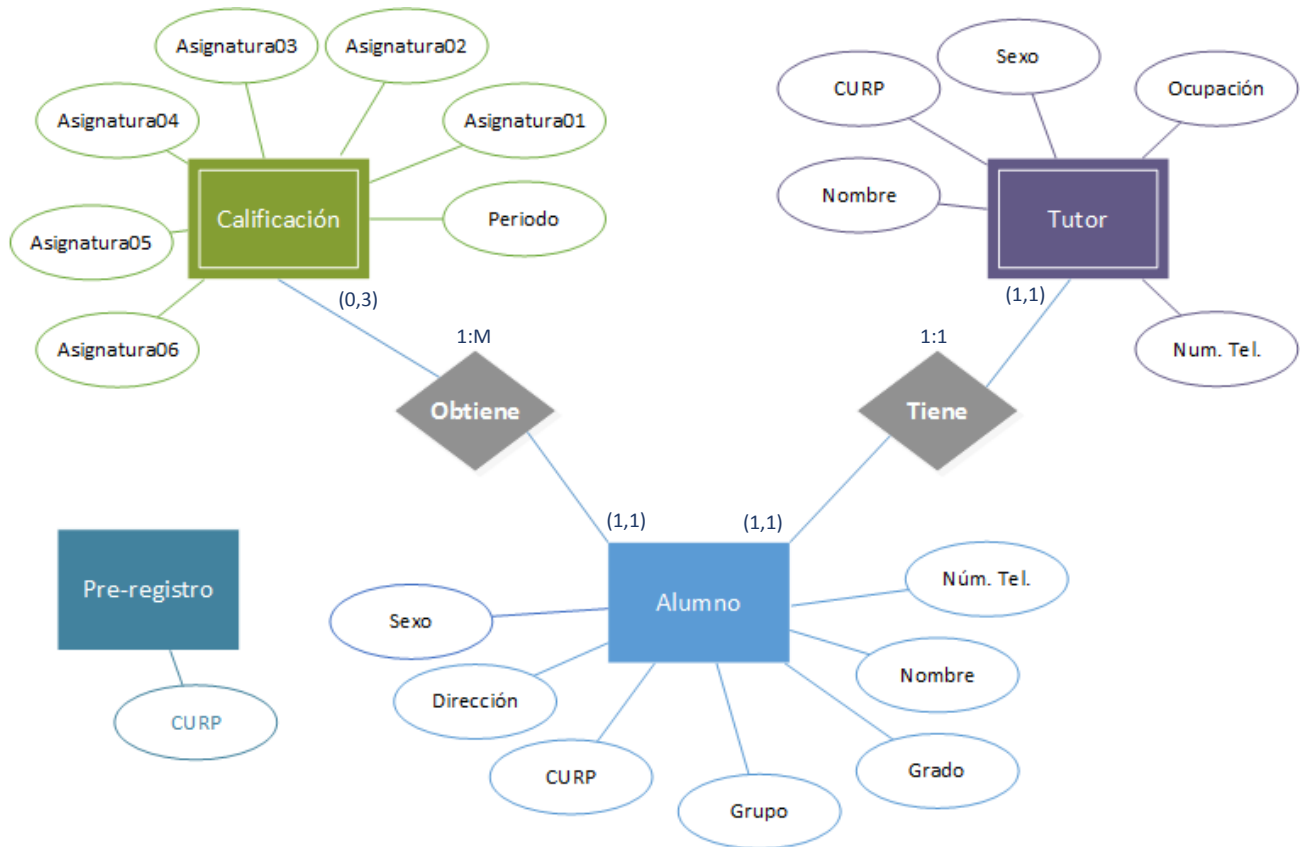 Asignatura03
Asignatura02
Sexo
CURP
Ocupación
Asignatura04
Asignatura01
Nombre
Calificación
Periodo
Tutor
Asignatura05
(0,3)
(1,1)
1:M
1:1
Asignatura06
Num. Tel.
Obtiene
Tiene
(1,1)
(1,1)
Pre-registro
Alumno
Núm. Tel.
Sexo
Nombre
Dirección
CURP
CURP
Grado
Grupo